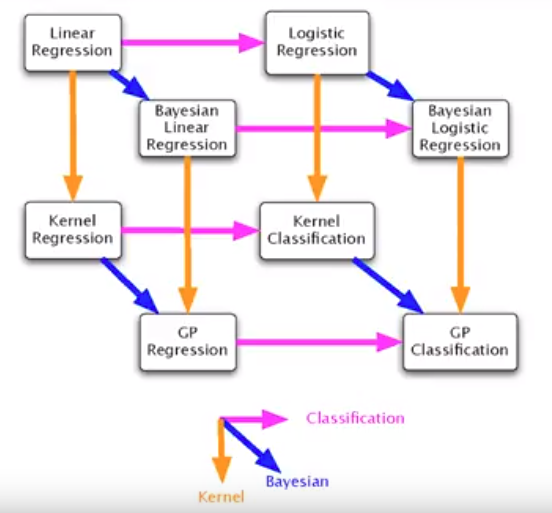 Linear
Regression
Logistic
Regression
Bayesian
Linear
Regression
Bayesian
Logistic
Regression
Kernel
Regression
Kernel
Classification
GP
Regression
GP
Classification
Classification
Bayesian
Kernel